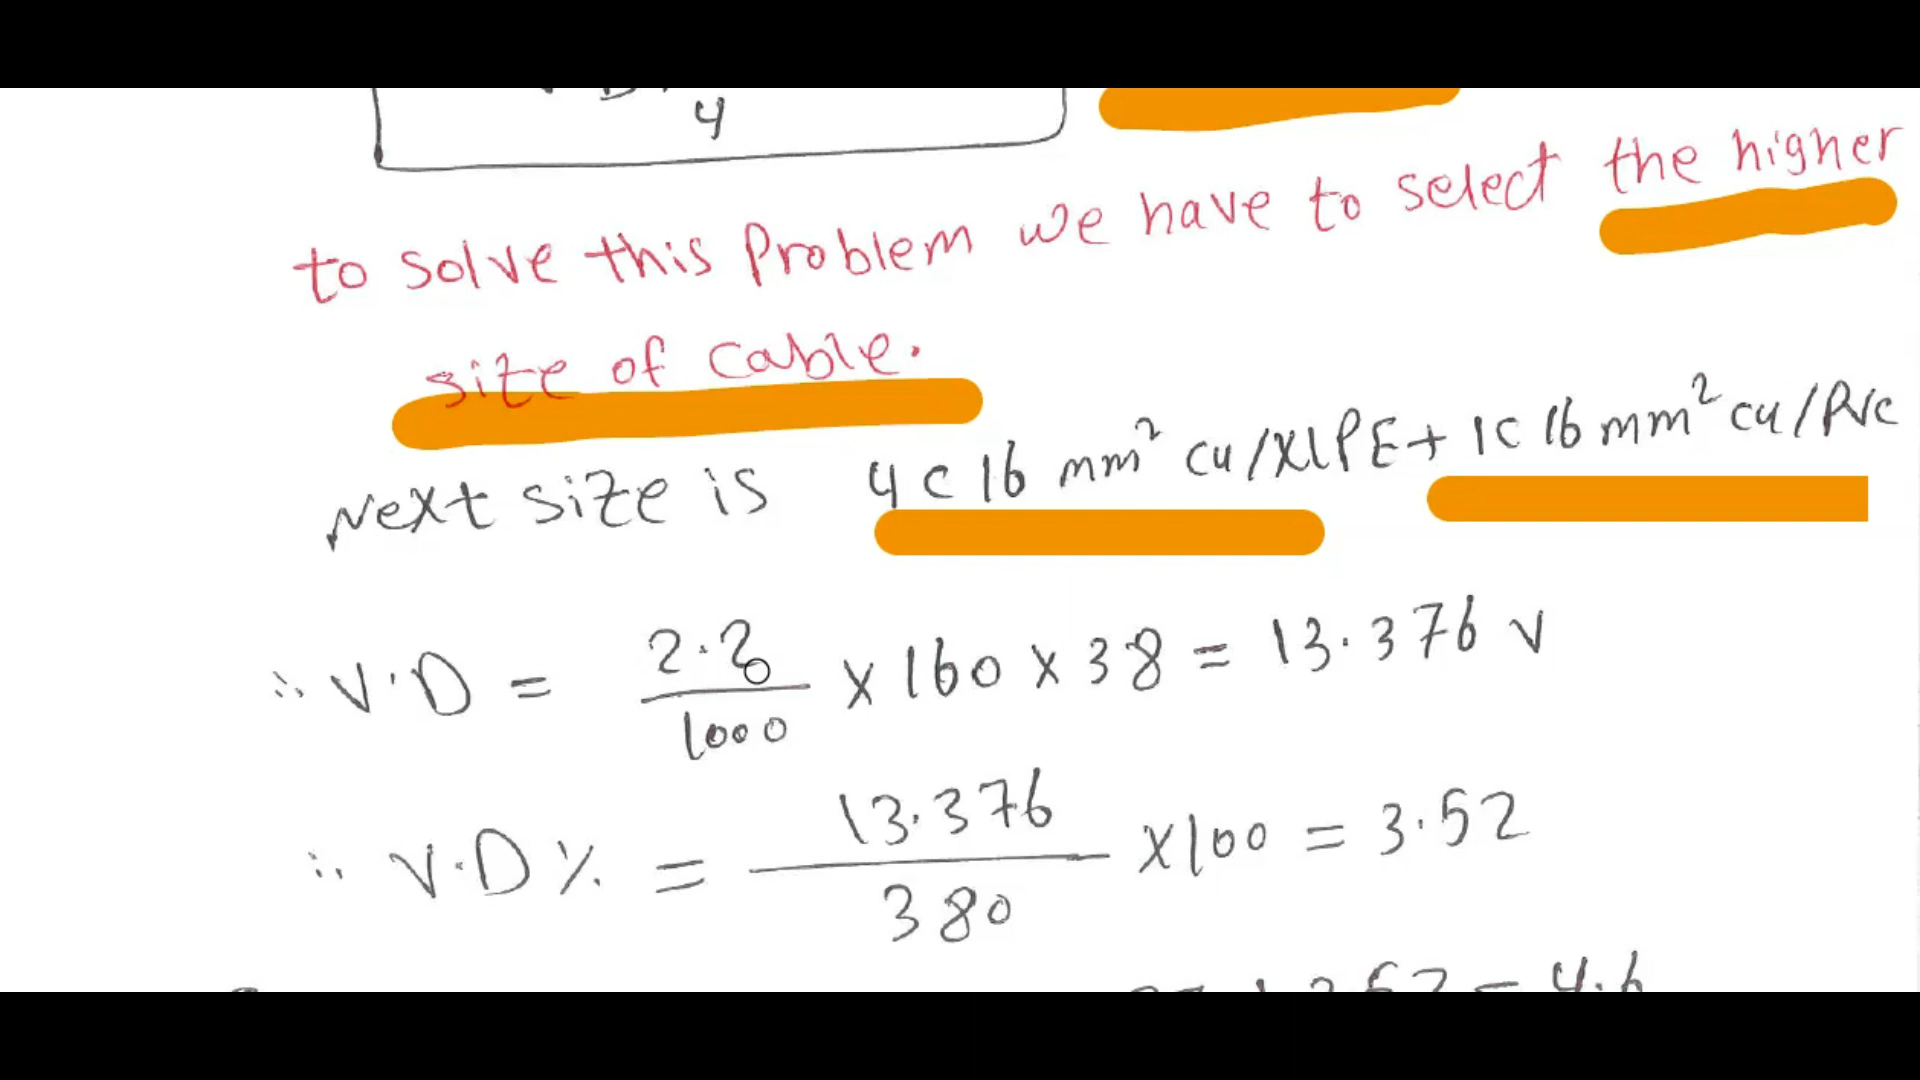 4
to solve this Problem we have to select the higher
size of cable.
Next size is 4c 16 mm² cu/XLPE + 1c 16 mm² cu/PVC
∴ V.D = 2.2/1000 × 160 × 38 = 13.376 V
∴ V.D % = 13.376/380 × 100 = 3.52